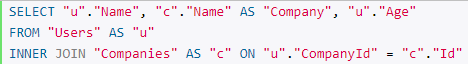 SELECT "u"."Name", "c"."Name" AS "Company", "u"."Age"
FROM "Users" AS "u"
INNER JOIN "Companies" AS "c" ON "u"."CompanyId" = "c"."Id"